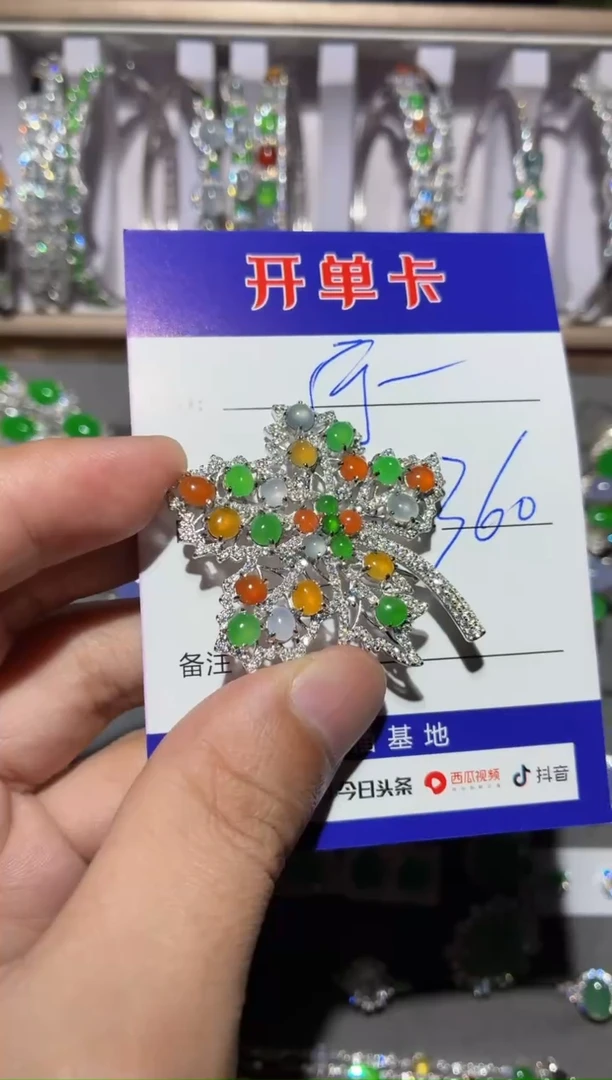 开单卡
360
备注
基地
今日头条 西瓜视频 抖音